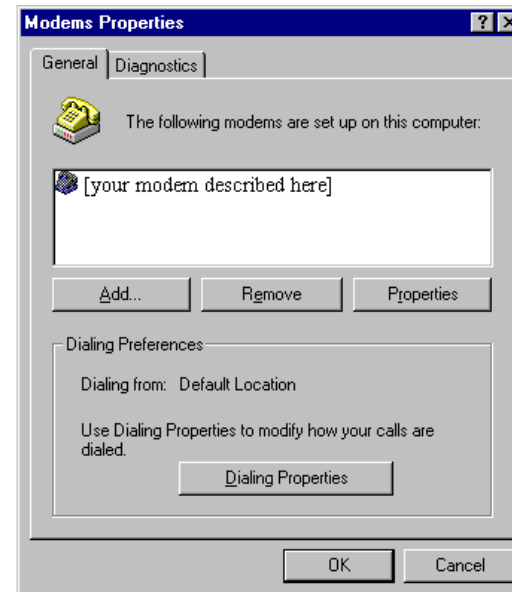 Modems Properties
General Diagnostics
The following modems are set up on this computer:
[your modem described here]
Add... Remove Properties
Dialing Preferences
Dialing from: Default Location
Use Dialing Properties to modify how your calls are
dialed.
Dialing Properties
OK Cancel